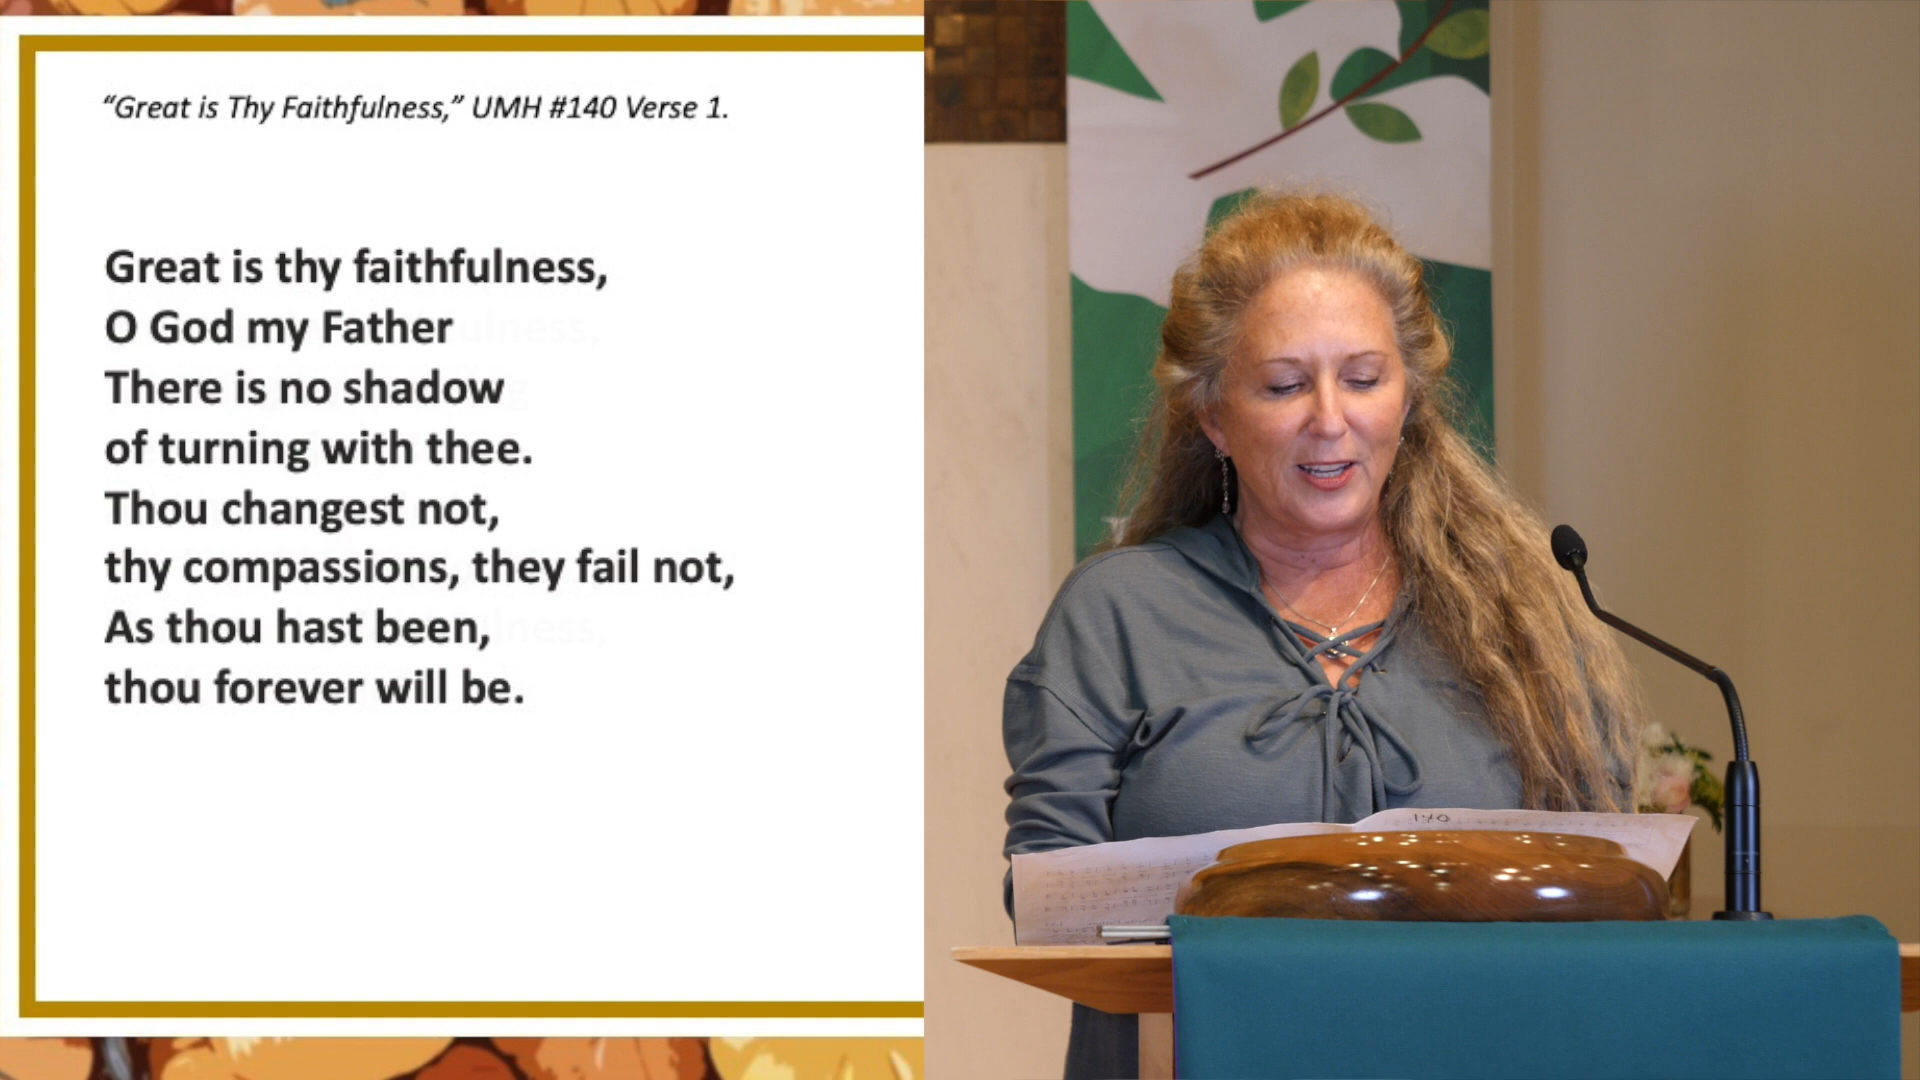 “Great is Thy Faithfulness,” UMH #140 Verse 1.
Great is thy faithfulness,
O God my Father
There is no shadow
of turning with thee.
Thou changest not,
thy compassions, they fail not,
As thou hast been,
thou forever will be.